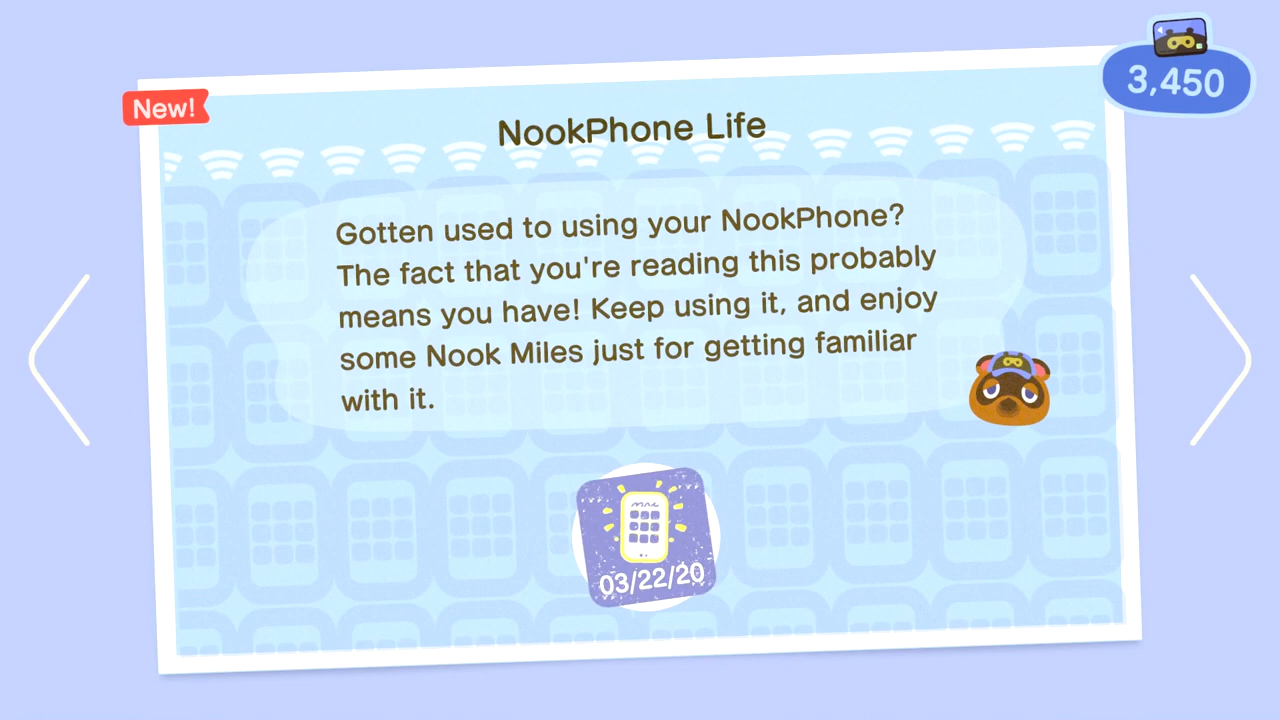 3,450
New!
NookPhone Life
Gotten used to using your NookPhone?
The fact that you're reading this probably
means you have! Keep using it, and enjoy
some Nook Miles just for getting familiar
with it.
03/22/20